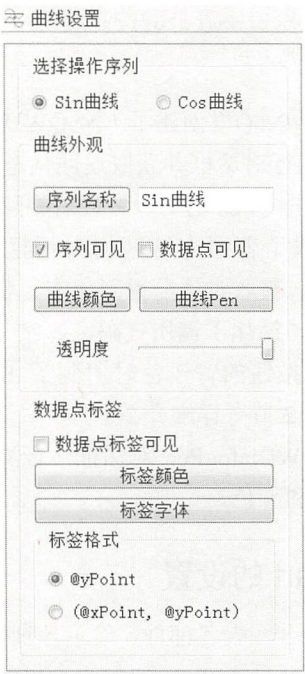 曲线设置
选择操作序列
Sin曲线 Cos曲线
曲线外观
序列名称 Sin曲线
序列可见 数据点可见
曲线颜色 曲线Pen
透明度
数据点标签
数据点标签可见
标签颜色
标签字体
标签格式
@yPoint
(@xPoint, @yPoint)